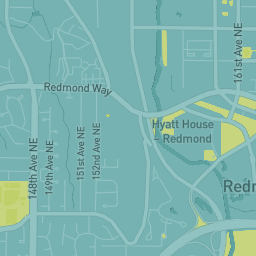 161st Ave NE
Redmond Way
Hyatt House
– Redmond
148th Ave NE
149th Ave NE
151st Ave NE
152nd Ave NE
Redm